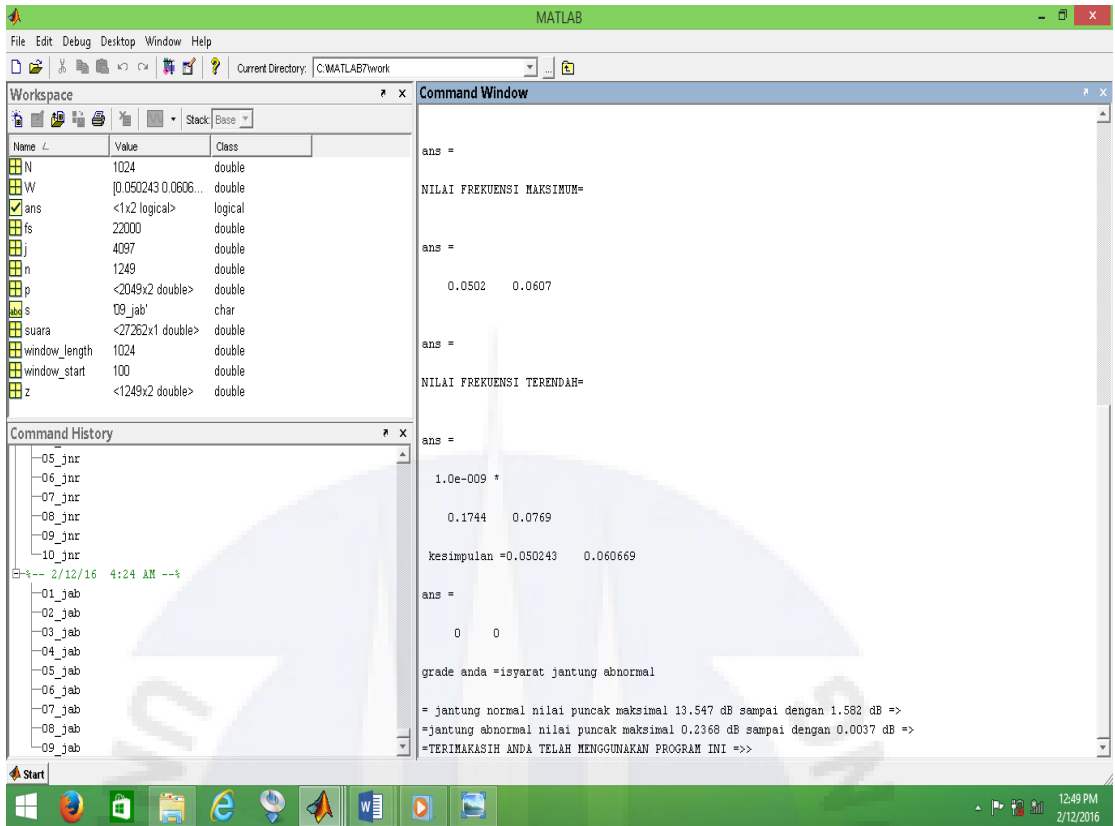 MATLAB
File Edit Debug Desktop Window Help
Current Directory: C:\MATLAB7\work
Workspace
Stack: Base
Name Value Class
N 1024 double
W [0.050243 0.0606... double
ans <1x2 logical> logical
fs 22000 double
j 4097 double
n 1249 double
p <2049x2 double> double
abc s '09_jab' char
suara <27262x1 double> double
window_length 1024 double
window_start 100 double
z <1249x2 double> double
Command History
05_jnr
06_jnr
07_jnr
08_jnr
09_jnr
10_jnr
%-- 2/12/16 4:24 AM --%
01_jab
02_jab
03_jab
04_jab
05_jab
06_jab
07_jab
08_jab
09_jab
Command Window
ans =
NILAI FREKUENSI MAKSIMUM=
ans =
0.0502 0.0607
ans =
NILAI FREKUENSI TERENDAH=
ans =
1.0e-009 *
0.1744 0.0769
kesimpulan =0.050243 0.060669
ans =
0 0
grade anda =isyarat jantung abnormal
= jantung normal nilai puncak maksimal 13.547 dB sampai dengan 1.582 dB =>
=jantung abnormal nilai puncak maksimal 0.2368 dB sampai dengan 0.0037 dB =>
=TERIMAKASIH ANDA TELAH MENGGUNAKAN PROGRAM INI =>>
Start
12:49 PM
2/12/2016